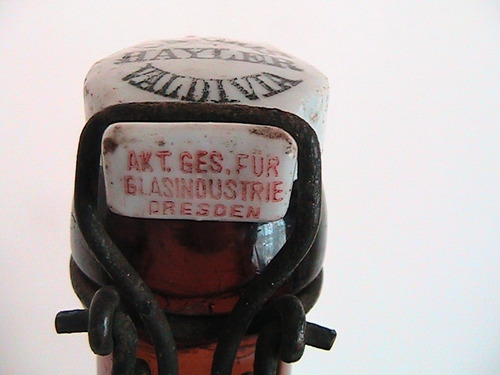 HAYLER
VALDIVIA
AKT. GES. FÜR
GLASINDUSTRIE
DRESDEN